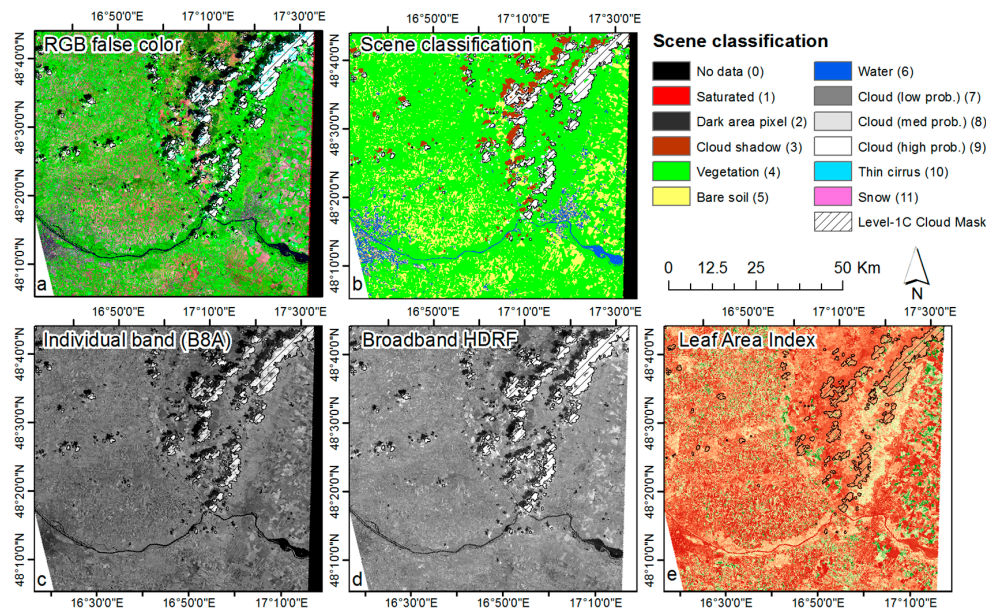 16°50'0"E 17°10'0"E 17°30'0"E
16°50'0"E 17°10'0"E 17°30'0"E
RGB false color
Scene classification
Scene classification
48°40'0"N
48°30'0"N
48°20'0"N
48°10'0"N
a
48°40'0"N
48°30'0"N
48°20'0"N
48°10'0"N
b
No data (0)
Saturated (1)
Dark area pixel (2)
Cloud shadow (3)
Vegetation (4)
Bare soil (5)
Water (6)
Cloud (low prob.) (7)
Cloud (med prob.) (8)
Cloud (high prob.) (9)
Thin cirrus (10)
Snow (11)
Level-1C Cloud Mask
0 12.5 25 50 Km
N
16°50'0"E 17°10'0"E 17°30'0"E
16°50'0"E 17°10'0"E 17°30'0"E
16°50'0"E 17°10'0"E 17°30'0"E
Individual band (B8A)
Broadband HDRF
Leaf Area Index
48°40'0"N
48°30'0"N
48°20'0"N
48°10'0"N
c
48°40'0"N
48°30'0"N
48°20'0"N
48°10'0"N
d
48°40'0"N
48°30'0"N
48°20'0"N
48°10'0"N
e
16°30'0"E 16°50'0"E 17°10'0"E
16°30'0"E 16°50'0"E 17°10'0"E
16°30'0"E 16°50'0"E 17°10'0"E